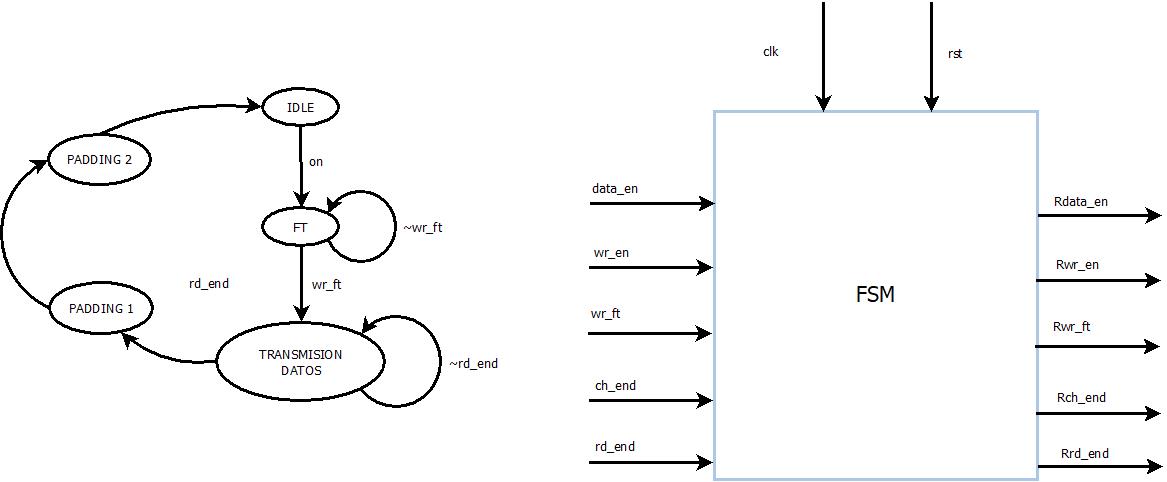 IDLE
PADDING 2
on
FT
~wr_ft
rd_end
wr_ft
PADDING 1
TRANSMISION
DATOS
~rd_end
clk
rst
data_en
wr_en
wr_ft
ch_end
rd_end
FSM
Rdata_en
Rwr_en
Rwr_ft
Rch_end
Rrd_end